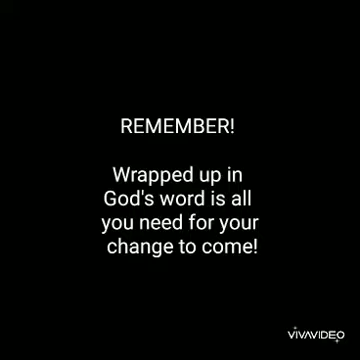 REMEMBER!
Wrapped up in
God's word is all
you need for your
change to come!
VIVAVIDEO